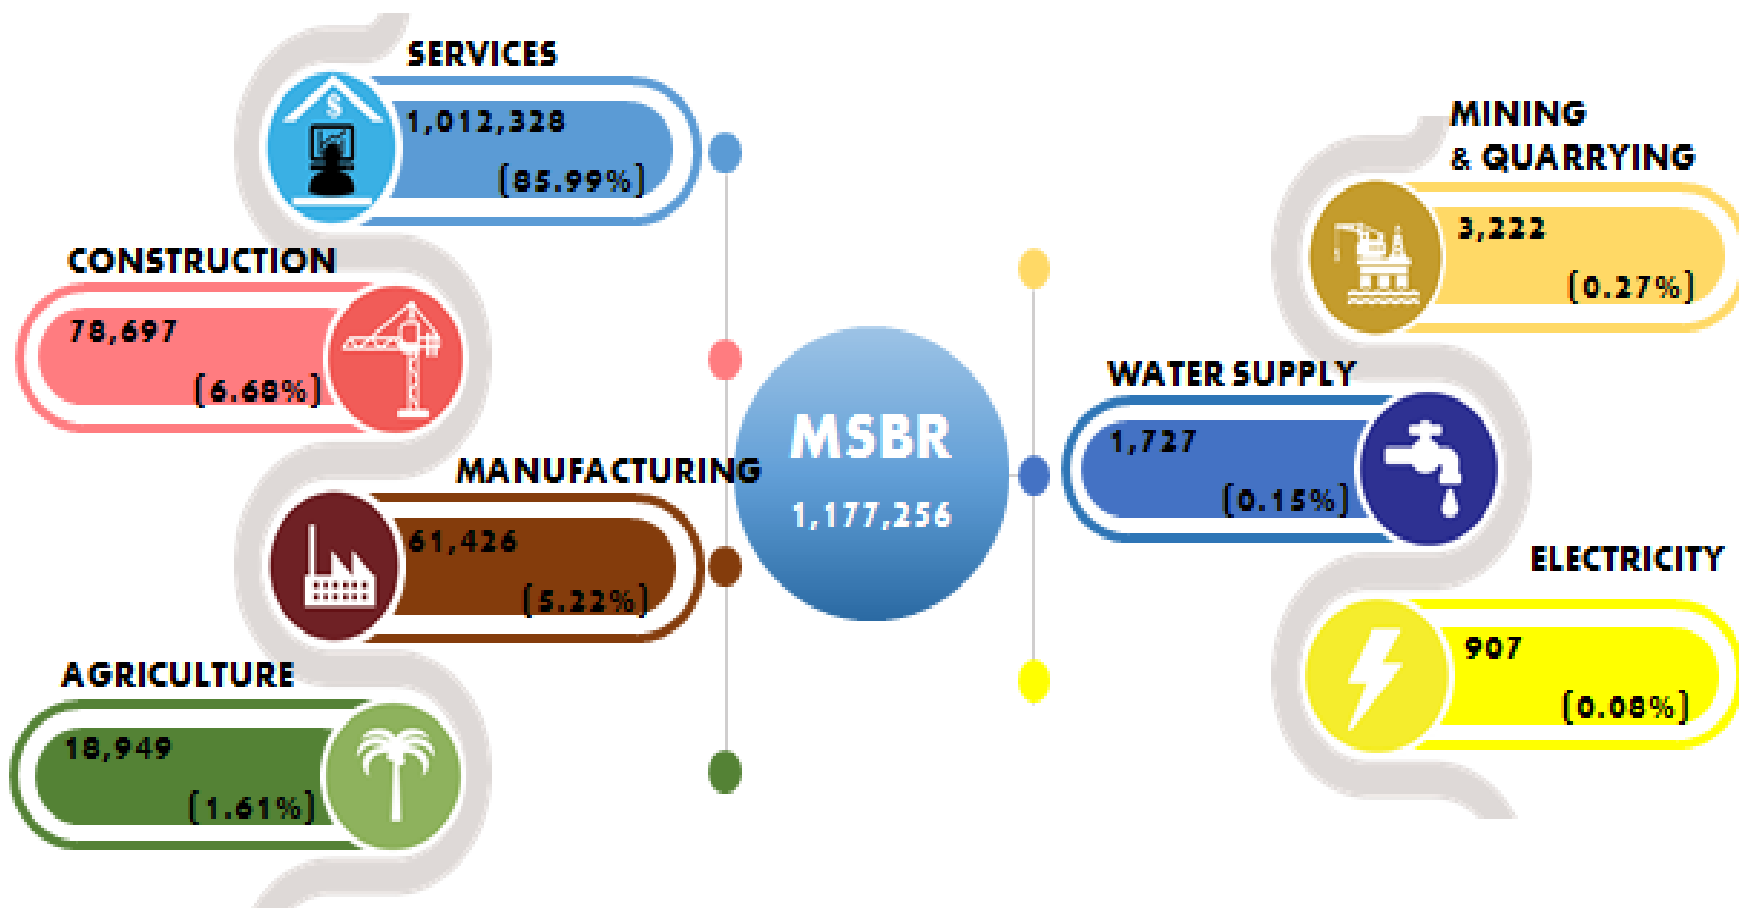 SERVICES
$
1,012,328
(85.99%)
CONSTRUCTION
78,697
(6.68%)
MANUFACTURING
61,426
(5.22%)
AGRICULTURE
18,949
(1.61%)
MSBR
1,177,256
MINING
& QUARRYING
3,222
(0.27%)
WATER SUPPLY
1,727
(0.15%)
ELECTRICITY
907
(0.08%)